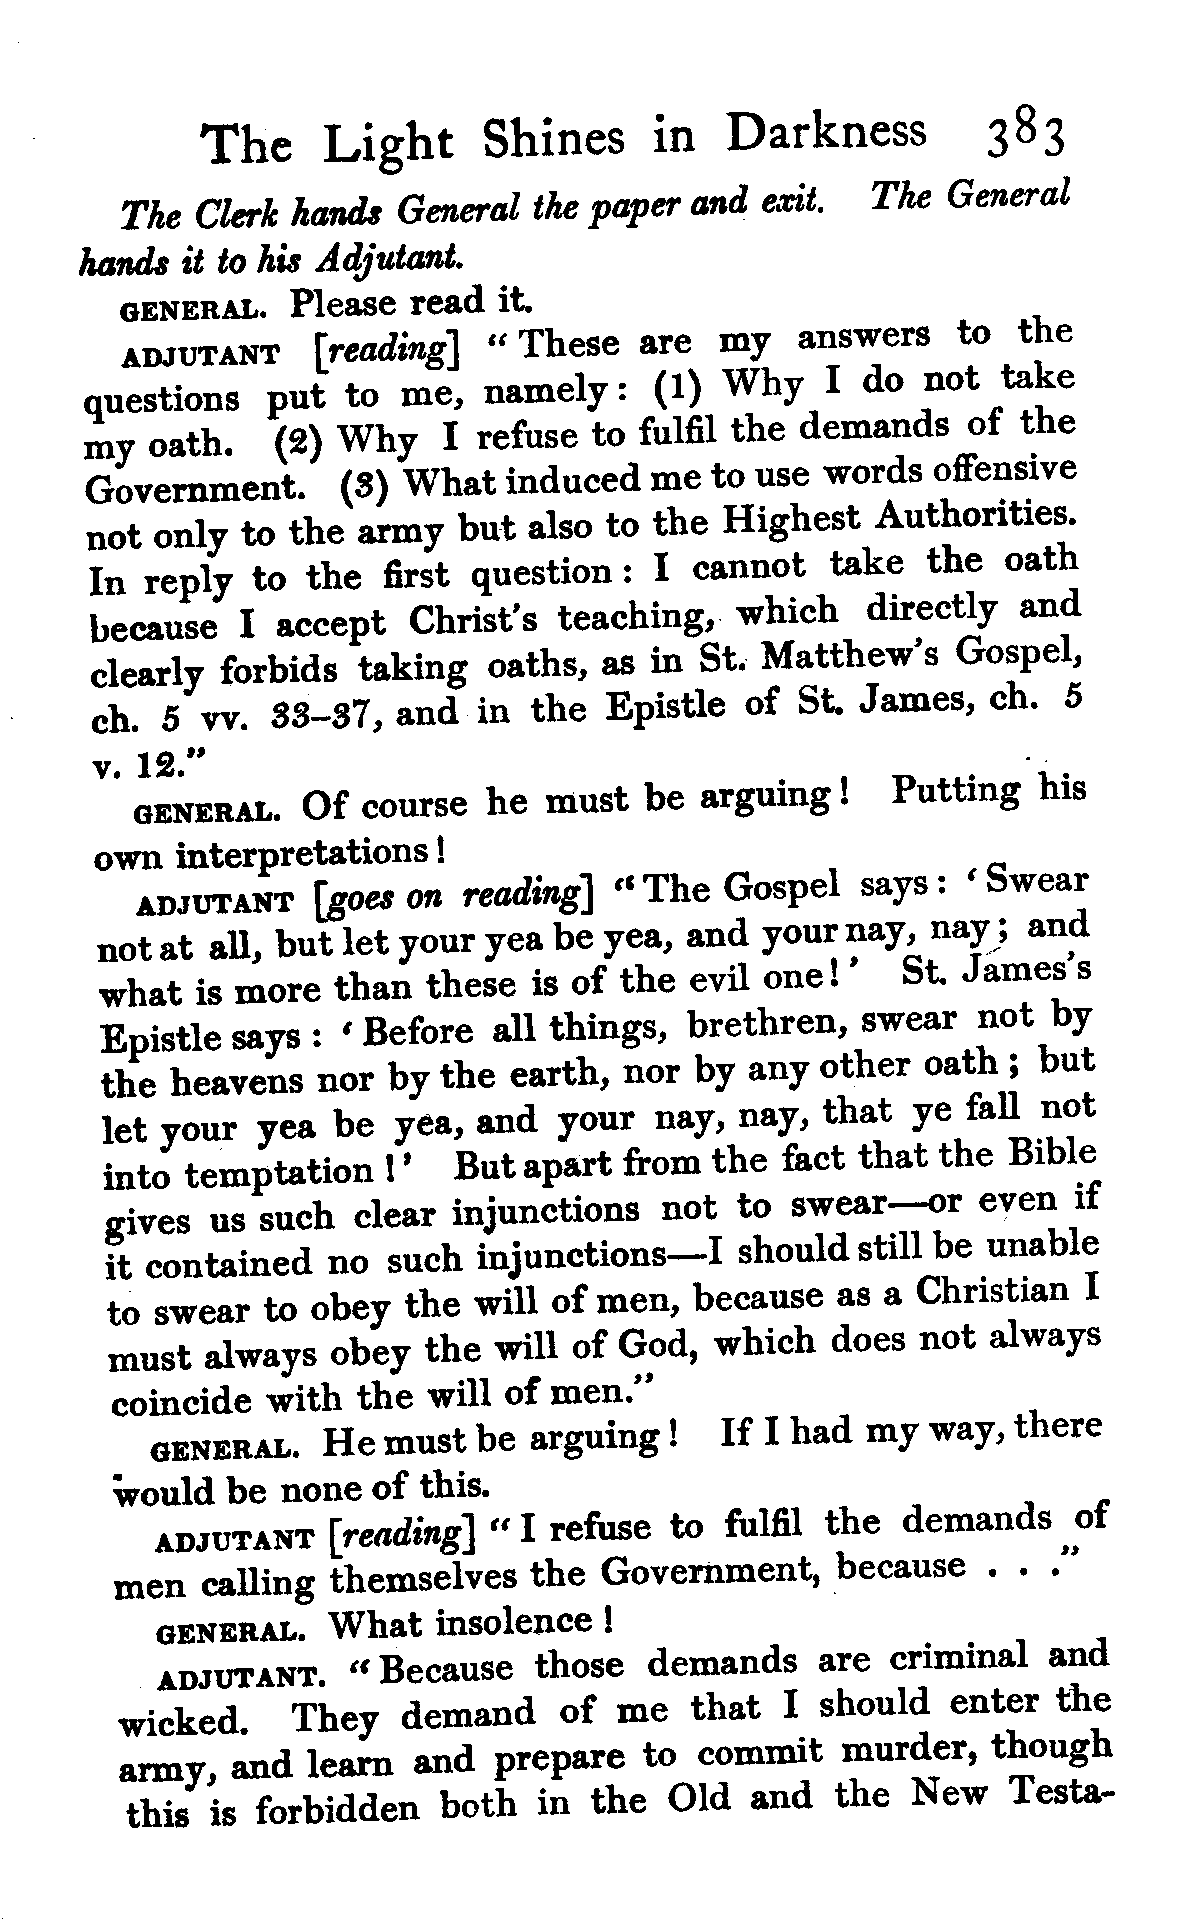 The Light Shines in Darkness 383
The Clerk hands General the paper and exit. The General
hands it to his Adjutant.
GENERAL. Please read it.
ADJUTANT [reading] “These are my answers to the
questions put to me, namely: (1) Why I do not take
my oath. (2) Why I refuse to fulfil the demands of the
Government. (3) What induced me to use words offensive
not only to the army but also to the Highest Authorities.
In reply to the first question: I cannot take the oath
because I accept Christ’s teaching, which directly and
clearly forbids taking oaths, as in St. Matthew’s Gospel,
ch. 5 vv. 33–37, and in the Epistle of St. James, ch. 5
v. 12.”
GENERAL. Of course he must be arguing! Putting his
own interpretations!
ADJUTANT [goes on reading] “The Gospel says: ‘Swear
not at all, but let your yea be yea, and your nay, nay; and
what is more than these is of the evil one!’ St. James’s
Epistle says: ‘Before all things, brethren, swear not by
the heavens nor by the earth, nor by any other oath; but
let your yea be yea, and your nay, nay, that ye fall not
into temptation!’ But apart from the fact that the Bible
gives us such clear injunctions not to swear—or even if
it contained no such injunctions—I should still be unable
to swear to obey the will of men, because as a Christian I
must always obey the will of God, which does not always
coincide with the will of men.”
GENERAL. He must be arguing! If I had my way, there
would be none of this.
ADJUTANT [reading] “I refuse to fulfil the demands of
men calling themselves the Government, because . . .”
GENERAL. What insolence!
ADJUTANT. “Because those demands are criminal and
wicked. They demand of me that I should enter the
army, and learn and prepare to commit murder, though
this is forbidden both in the Old and the New Testa-